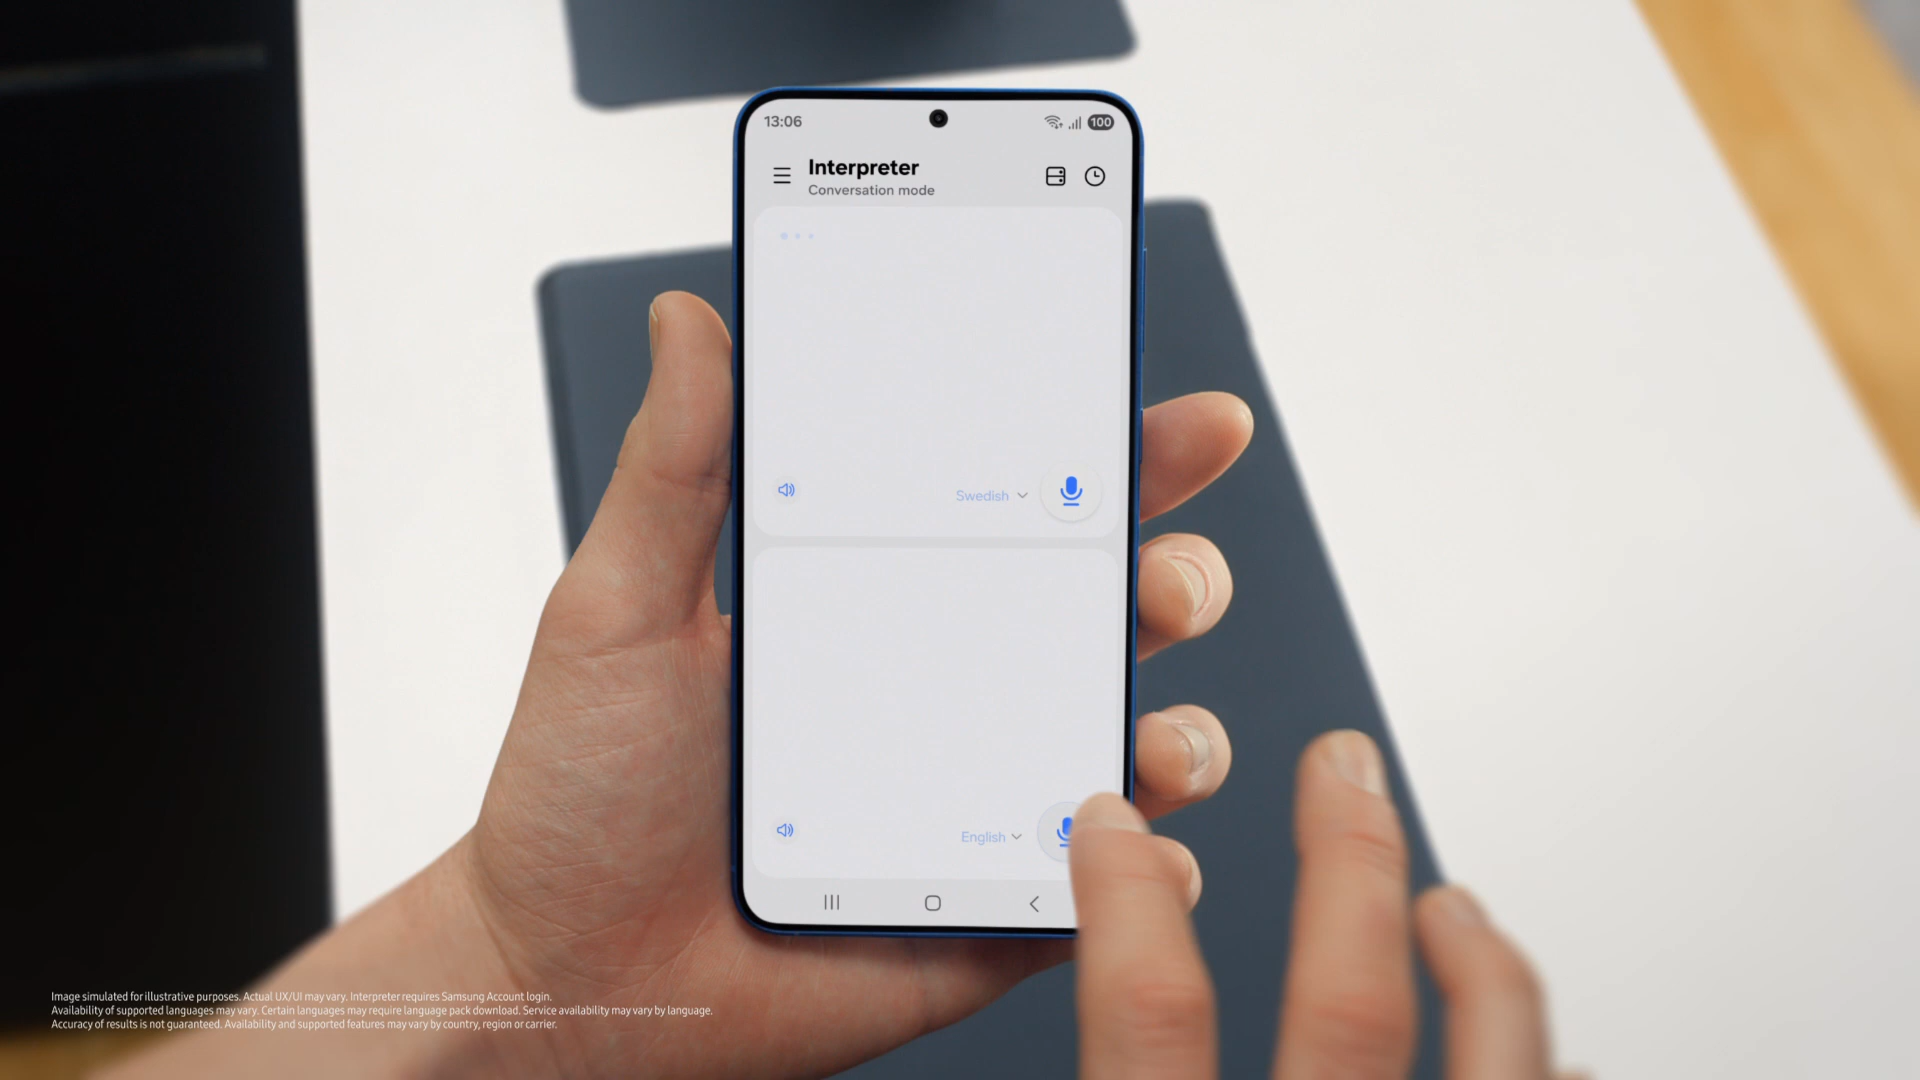 13:06
100
Interpreter
Conversation mode
Swedish
English
Image simulated for illustrative purposes. Actual UX/UI may vary. Interpreter requires Samsung Account login.
Availability of supported languages may vary. Certain languages may require language pack download. Service availability may vary by language.
Accuracy of results is not guaranteed. Availability and supported features may vary by country, region or carrier.